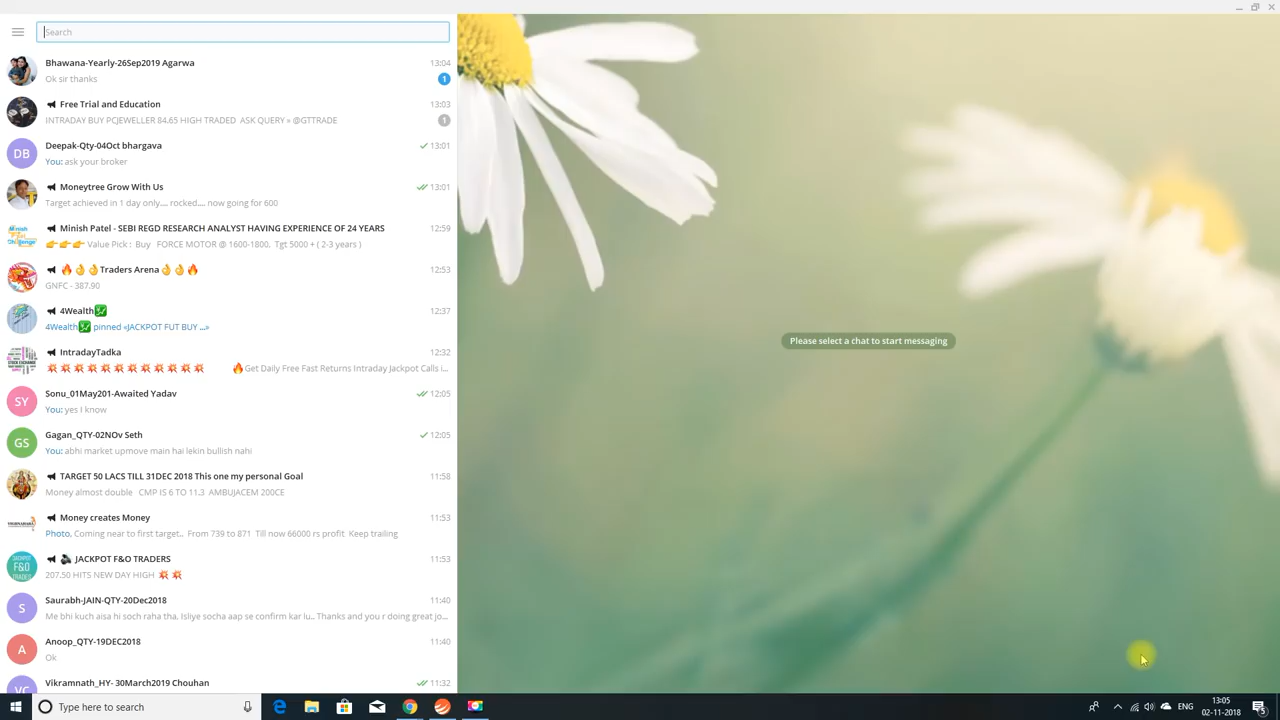 Search
Bhawana-Yearly-26Sep2019 Agarwa 13:04
Ok sir thanks 1
Free Trial and Education 13:03
INTRADAY BUY PCJEWELLER 84.65 HIGH TRADED ASK QUERY » @GTTRADE 1
DB Deepak-Qty-04Oct bhargava 13:01
You: ask your broker
Moneytree Grow With Us 13:01
Target achieved in 1 day only.... rocked.... now going for 600
Minish Patel - SEBI REGD RESEARCH ANALYST HAVING EXPERIENCE OF 24 YEARS 12:59
👉👉👉 Value Pick : Buy FORCE MOTOR @ 1600-1800, Tgt 5000 + ( 2-3 years )
🔥👌👌Traders Arena👌👌🔥 12:53
GNFC - 387.90
4Wealth💹 12:37
4Wealth💹 pinned «JACKPOT FUT BUY ...»
IntradayTadka 12:32
💥💥💥💥💥💥💥💥💥💥💥💥 🔥Get Daily Free Fast Returns Intraday Jackpot Calls i...
SY Sonu_01May201-Awaited Yadav 12:05
You: yes I know
GS Gagan_QTY-02NOv Seth 12:05
You: abhi market upmove main hai lekin bullish nahi
TARGET 50 LACS TILL 31DEC 2018 This one my personal Goal 11:58
Money almost double CMP IS 6 TO 11.3 AMBUJACEM 200CE
Money creates Money 11:53
Photo, Coming near to first target.. From 739 to 871 Till now 66000 rs profit Keep trailing
JACKPOT F&O TRADERS 11:53
207.50 HITS NEW DAY HIGH 💥💥
S Saurabh-JAIN-QTY-20Dec2018 11:40
Me bhi kuch aisa hi soch raha tha, Isliye socha aap se confirm kar lu.. Thanks and you r doing great jo...
A Anoop_QTY-19DEC2018 11:40
Ok
VC Vikramnath_HY- 30March2019 Chouhan 11:32
Please select a chat to start messaging
Type here to search
ENG
13:05
02-11-2018